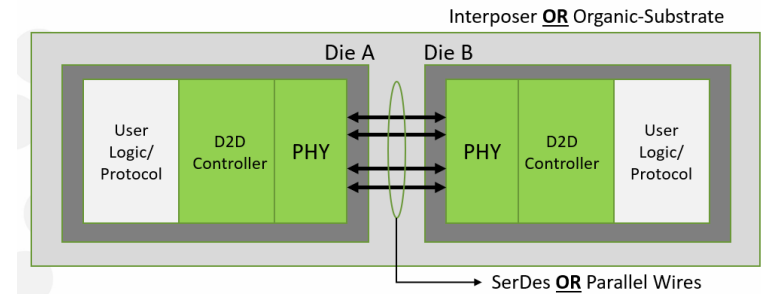 Interposer OR Organic-Substrate
Die A
Die B
User
Logic/
Protocol
D2D
Controller
PHY
PHY
D2D
Controller
User
Logic/
Protocol
SerDes OR Parallel Wires